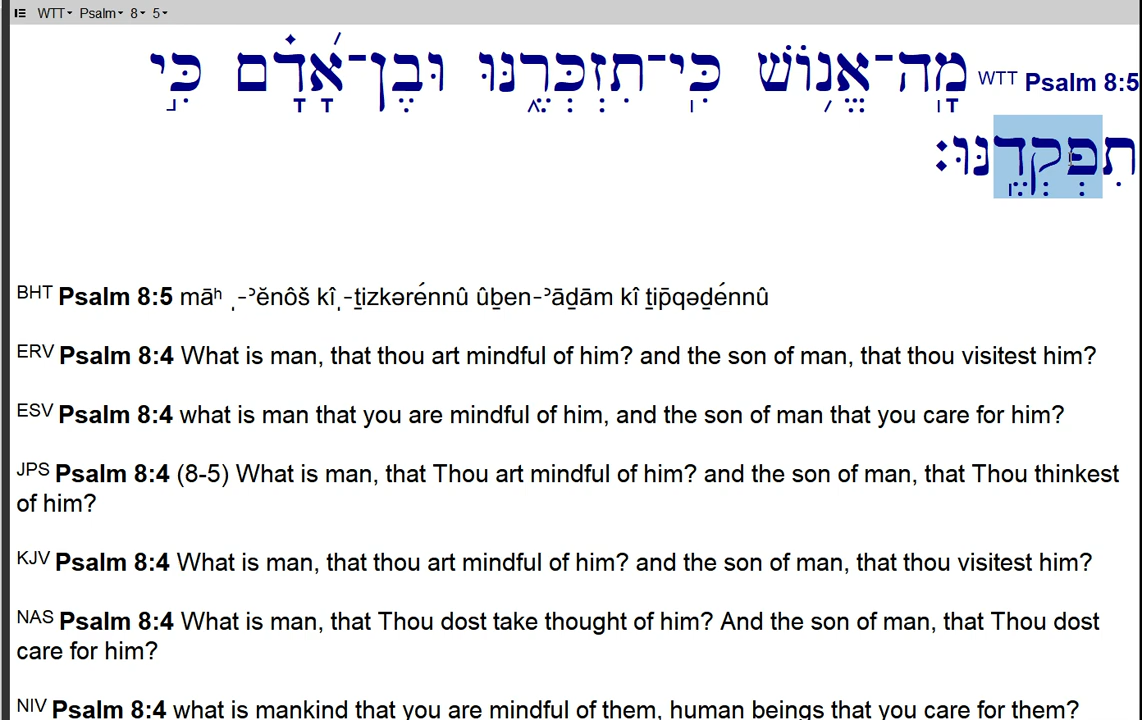 WTT Psalm 8 5
WTT Psalm 8:5 מָֽה־אֱנ֥וֹשׁ כִּֽי־תִזְכְּרֶ֑נּוּ וּבֶן־אָ֝דָ֗ם כִּ֣י
תִפְקְדֶֽנּוּ׃
BHT Psalm 8:5 māʰ ˌ-ʾĕnôš kîˌ-ṯizkərénnû ûḇen-ʾāḏām kî ṯip̄qəḏénnû
ERV Psalm 8:4 What is man, that thou art mindful of him? and the son of man, that thou visitest him?
ESV Psalm 8:4 what is man that you are mindful of him, and the son of man that you care for him?
JPS Psalm 8:4 (8-5) What is man, that Thou art mindful of him? and the son of man, that Thou thinkest
of him?
KJV Psalm 8:4 What is man, that thou art mindful of him? and the son of man, that thou visitest him?
NAS Psalm 8:4 What is man, that Thou dost take thought of him? And the son of man, that Thou dost
care for him?
NIV Psalm 8:4 what is mankind that you are mindful of them, human beings that you care for them?